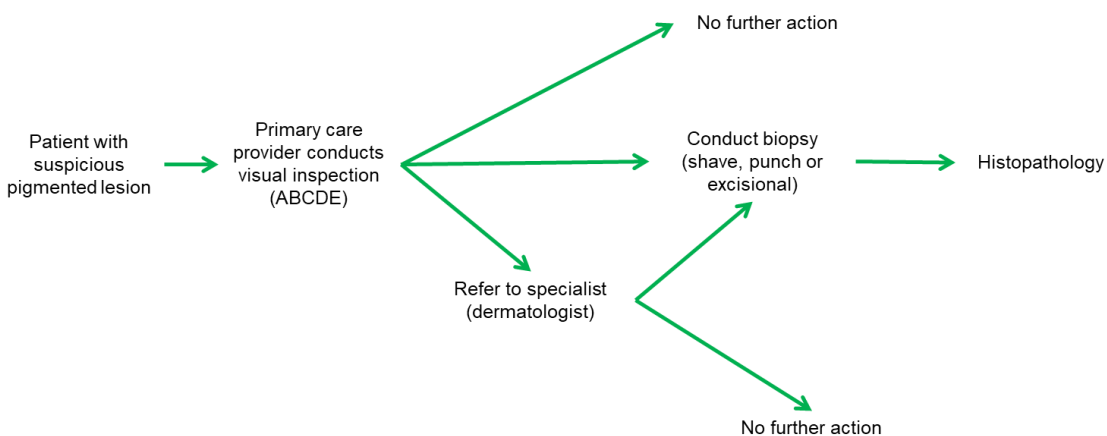 No further action
Patient with
suspicious
pigmented lesion
Primary care
provider conducts
visual inspection
(ABCDE)
Conduct biopsy
(shave, punch or
excisional)
Histopathology
Refer to specialist
(dermatologist)
No further action